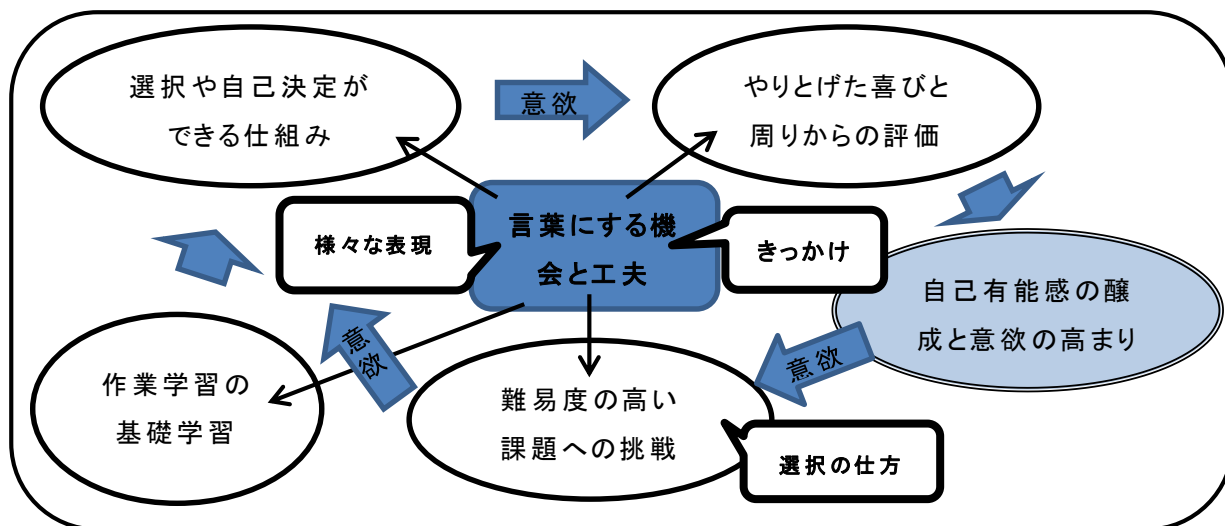 選択や自己決定が
できる仕組み
意欲
やりとげた喜びと
周りからの評価
言葉にする機
会と工夫
様々な表現
きっかけ
自己有能感の醸
成と意欲の高まり
意欲
意欲
作業学習の
基礎学習
難易度の高い
課題への挑戦
選択の仕方